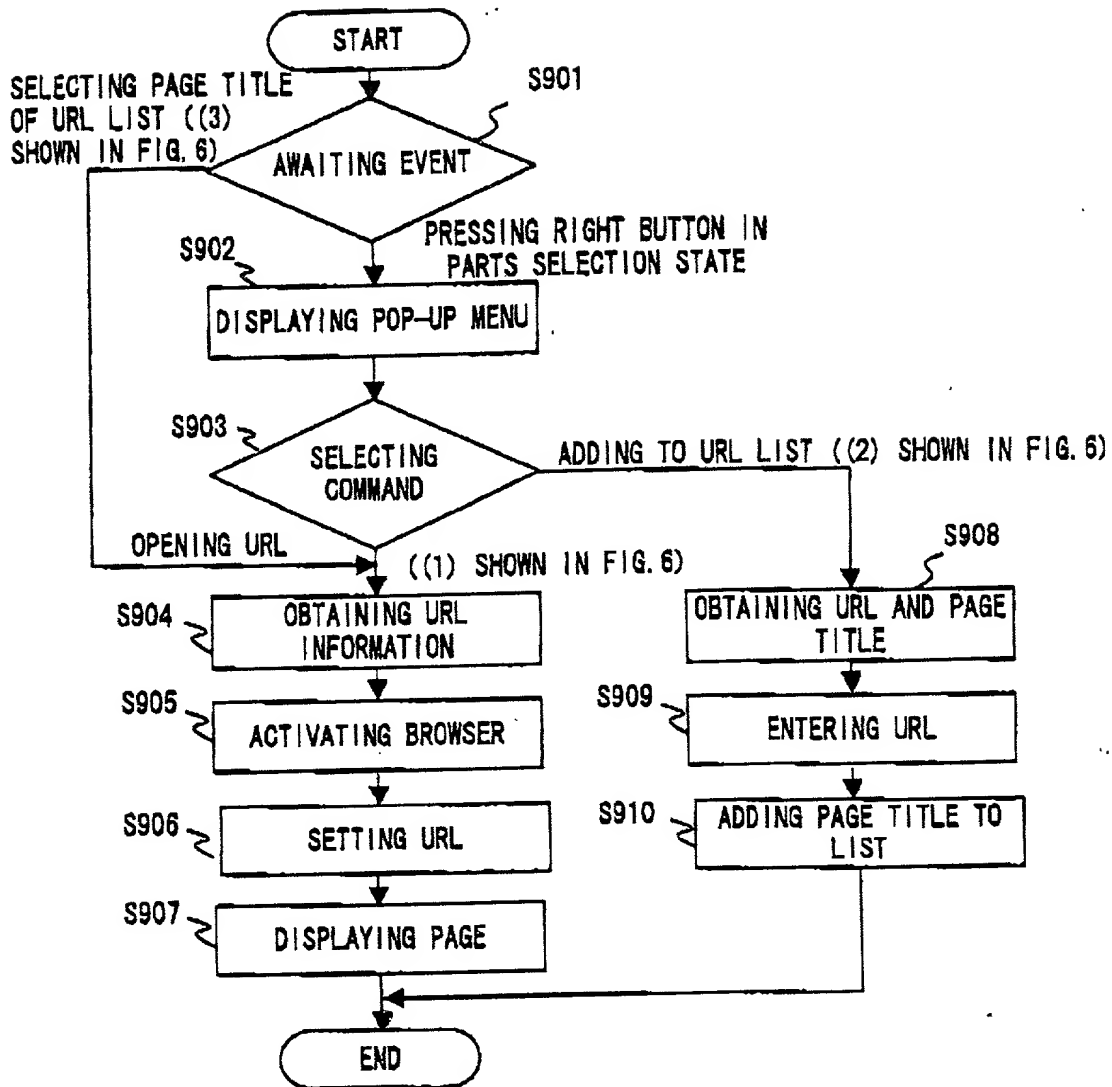 START
SELECTING PAGE TITLE
OF URL LIST ((3)
SHOWN IN FIG. 6)
S901
AWAITING EVENT
PRESSING RIGHT BUTTON IN
PARTS SELECTION STATE
S902
DISPLAYING POP-UP MENU
S903
SELECTING
COMMAND
ADDING TO URL LIST ((2) SHOWN IN FIG. 6)
OPENING URL
((1) SHOWN IN FIG. 6)
S904
OBTAINING URL
INFORMATION
S905
ACTIVATING BROWSER
S906
SETTING URL
S907
DISPLAYING PAGE
S908
OBTAINING URL AND PAGE
TITLE
S909
ENTERING URL
S910
ADDING PAGE TITLE TO
LIST
END